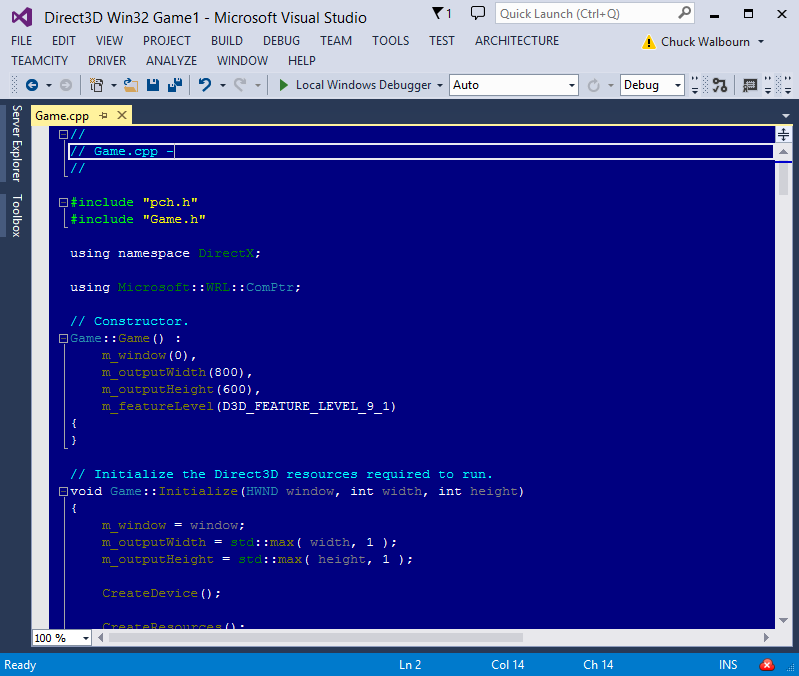 Direct3D Win32 Game1 - Microsoft Visual Studio
1
Quick Launch (Ctrl+Q)
FILE EDIT VIEW PROJECT BUILD DEBUG TEAM TOOLS TEST ARCHITECTURE
Chuck Walbourn
TEAMCITY DRIVER ANALYZE WINDOW HELP
Local Windows Debugger Auto Debug
Server Explorer
Toolbox
Game.cpp
//
// Game.cpp -
//
#include "pch.h"
#include "Game.h"
using namespace DirectX;
using Microsoft::WRL::ComPtr;
// Constructor.
Game::Game() :
m_window(0),
m_outputWidth(800),
m_outputHeight(600),
m_featureLevel(D3D_FEATURE_LEVEL_9_1)
{
}
// Initialize the Direct3D resources required to run.
void Game::Initialize(HWND window, int width, int height)
{
m_window = window;
m_outputWidth = std::max( width, 1 );
m_outputHeight = std::max( height, 1 );
CreateDevice();
CreateResources();
100 %
Ready Ln 2 Col 14 Ch 14 INS